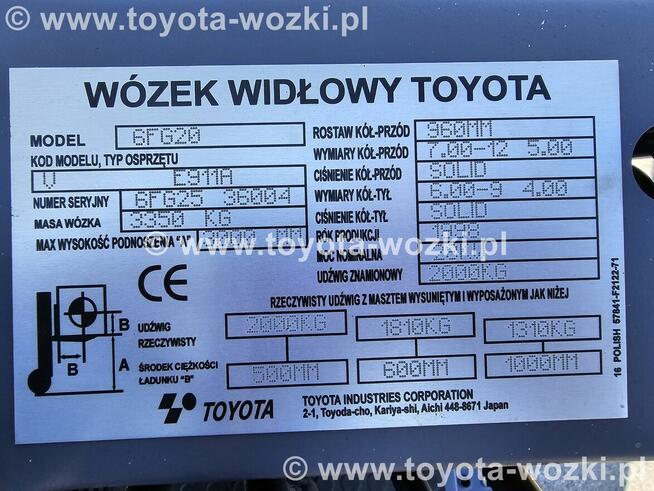 © www.toyota-wozki.pl
WÓZEK WIDŁOWY TOYOTA
MODEL 6FG20
KOD MODELU, TYP OSPRZĘTU
V E911A
NUMER SERYJNY 6FG25 36004
MASA WÓZKA 3350 KG
MAX WYSOKOŚĆ PODNOSZENIA "A" MM
ROSTAW KÓŁ-PRZÓD 960MM
WYMIARY KÓŁ-PRZÓD 7.00-12 5.00
CIŚNIENIE KÓŁ-PRZÓD SOLID
WYMIARY KÓŁ-TYŁ 6.00-9 4.00
CIŚNIENIE KÓŁ-TYŁ SOLID
ROK PRODUKCJI
MOC NOMINALNA
UDŹWIG ZNAMIONOWY 2000KG
© www.toyota-wozki.pl
CE
RZECZYWISTY UDŹWIG Z MASZTEM WYSUNIĘTYM I WYPOSAŻONYM JAK NIŻEJ
B
B
A
UDŹWIG RZECZYWISTY 2000KG 1810KG 1310KG
ŚRODEK CIĘŻKOŚCI ŁADUNKU "B" 500MM 600MM 1000MM
TOYOTA
TOYOTA INDUSTRIES CORPORATION
2-1, Toyoda-cho, Kariya-shi, Aichi 448-8671 Japan
16 POLISH 57841-F2122-71
© www.toyota-wozki.pl